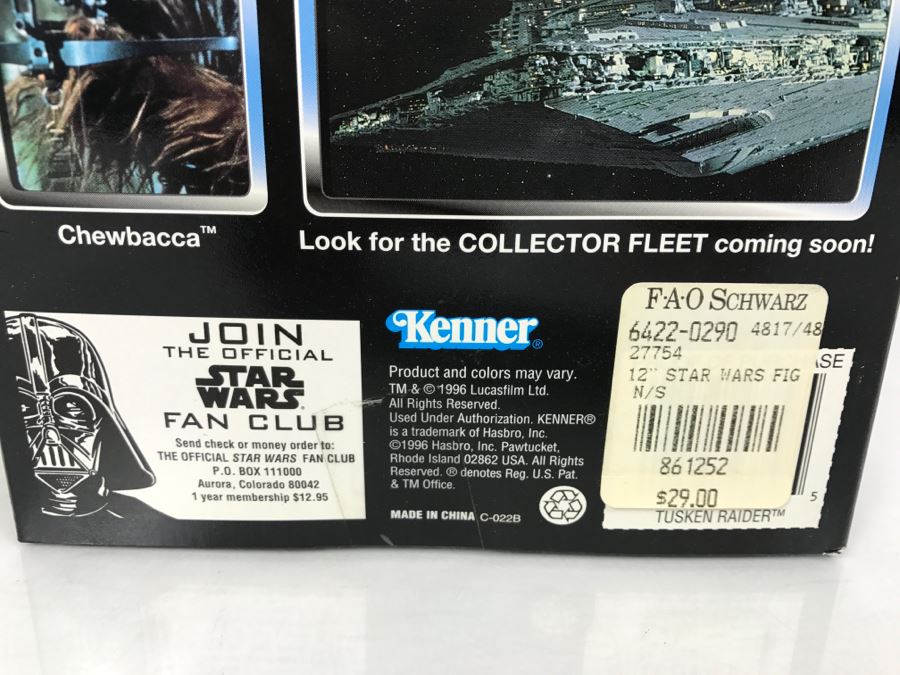 Chewbacca™
Look for the COLLECTOR FLEET coming soon!
JOIN
THE OFFICIAL
STAR
WARS
FAN CLUB
Send check or money order to:
THE OFFICIAL STAR WARS FAN CLUB
P.O. BOX 111000
Aurora, Colorado 80042
1 year membership $12.95
Kenner®
Product and colors may vary.
TM & © 1996 Lucasfilm Ltd.
All Rights Reserved.
Used Under Authorization. KENNER®
is a trademark of Hasbro, Inc.
©1996 Hasbro, Inc. Pawtucket,
Rhode Island 02862 USA. All Rights
Reserved. ® denotes Reg. U.S. Pat.
& TM Office.
MADE IN CHINA C-022B
F·A·O SCHWARZ
6422-0290 4817/48
27754
12" STAR WARS FIG
N/S
861252
$29.00
ASE
5
TUSKEN RAIDER™